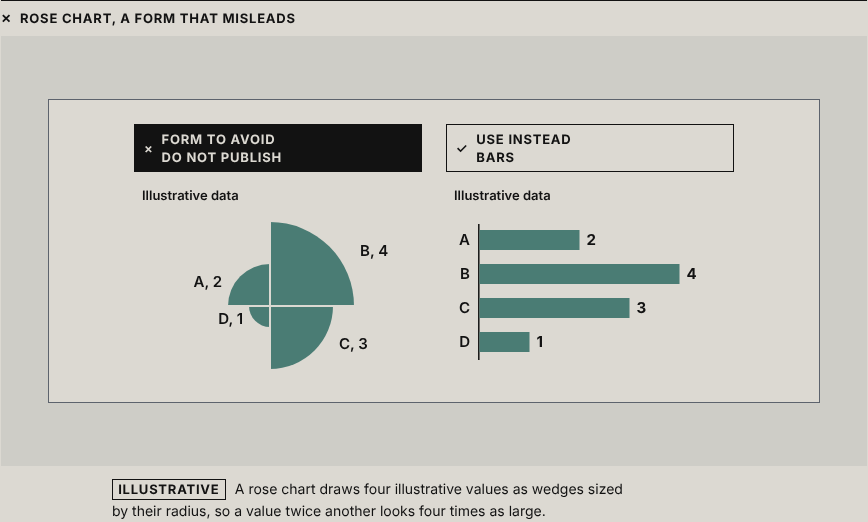 × ROSE CHART, A FORM THAT MISLEADS
× FORM TO AVOID
DO NOT PUBLISH
Illustrative data
B, 4
A, 2
D, 1
C, 3
✓ USE INSTEAD
BARS
Illustrative data
A 2
B 4
C 3
D 1
ILLUSTRATIVE A rose chart draws four illustrative values as wedges sized
by their radius, so a value twice another looks four times as large.